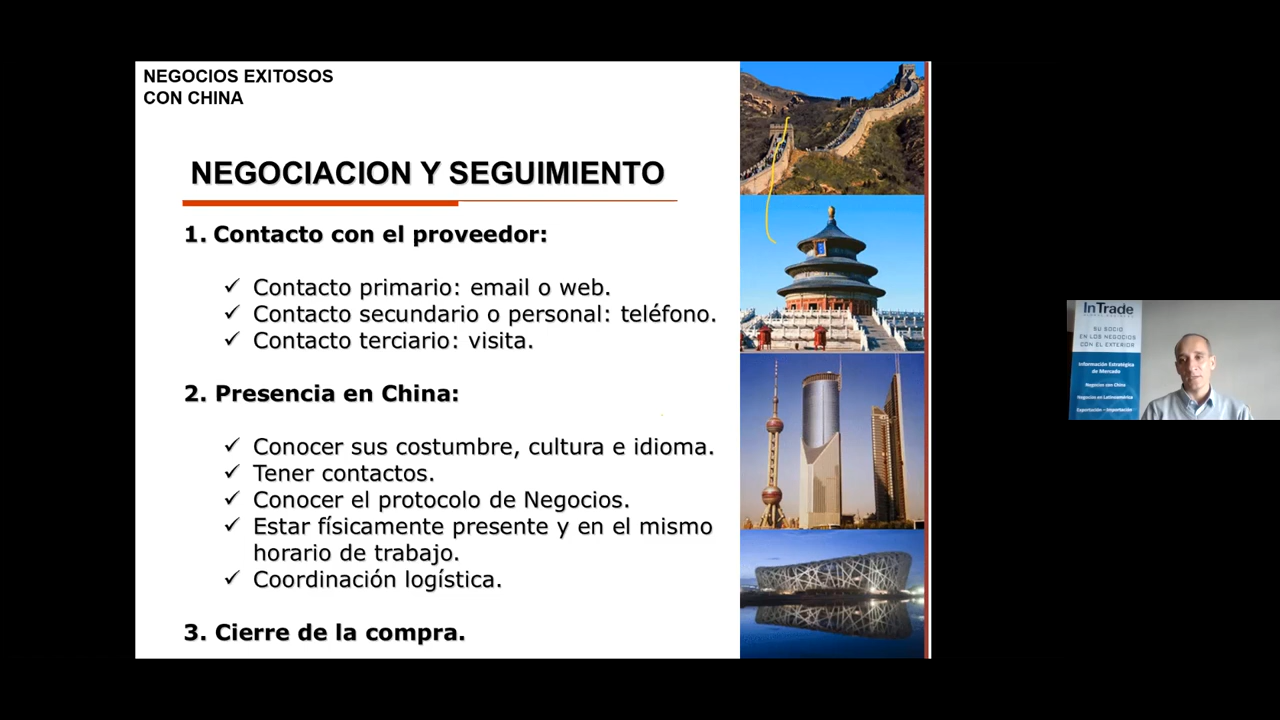 NEGOCIOS EXITOSOS
CON CHINA
NEGOCIACION Y SEGUIMIENTO
1. Contacto con el proveedor:
✓ Contacto primario: email o web.
✓ Contacto secundario o personal: teléfono.
✓ Contacto terciario: visita.
2. Presencia en China:
✓ Conocer sus costumbre, cultura e idioma.
✓ Tener contactos.
✓ Conocer el protocolo de Negocios.
✓ Estar físicamente presente y en el mismo
horario de trabajo.
✓ Coordinación logística.
3. Cierre de la compra.
InTrade
SU SOCIO
EN LOS NEGOCIOS
CON EL EXTERIOR
Información Estratégica
de Mercado
Negocios con China
Negocios en Latinoamérica
Exportación – Importación